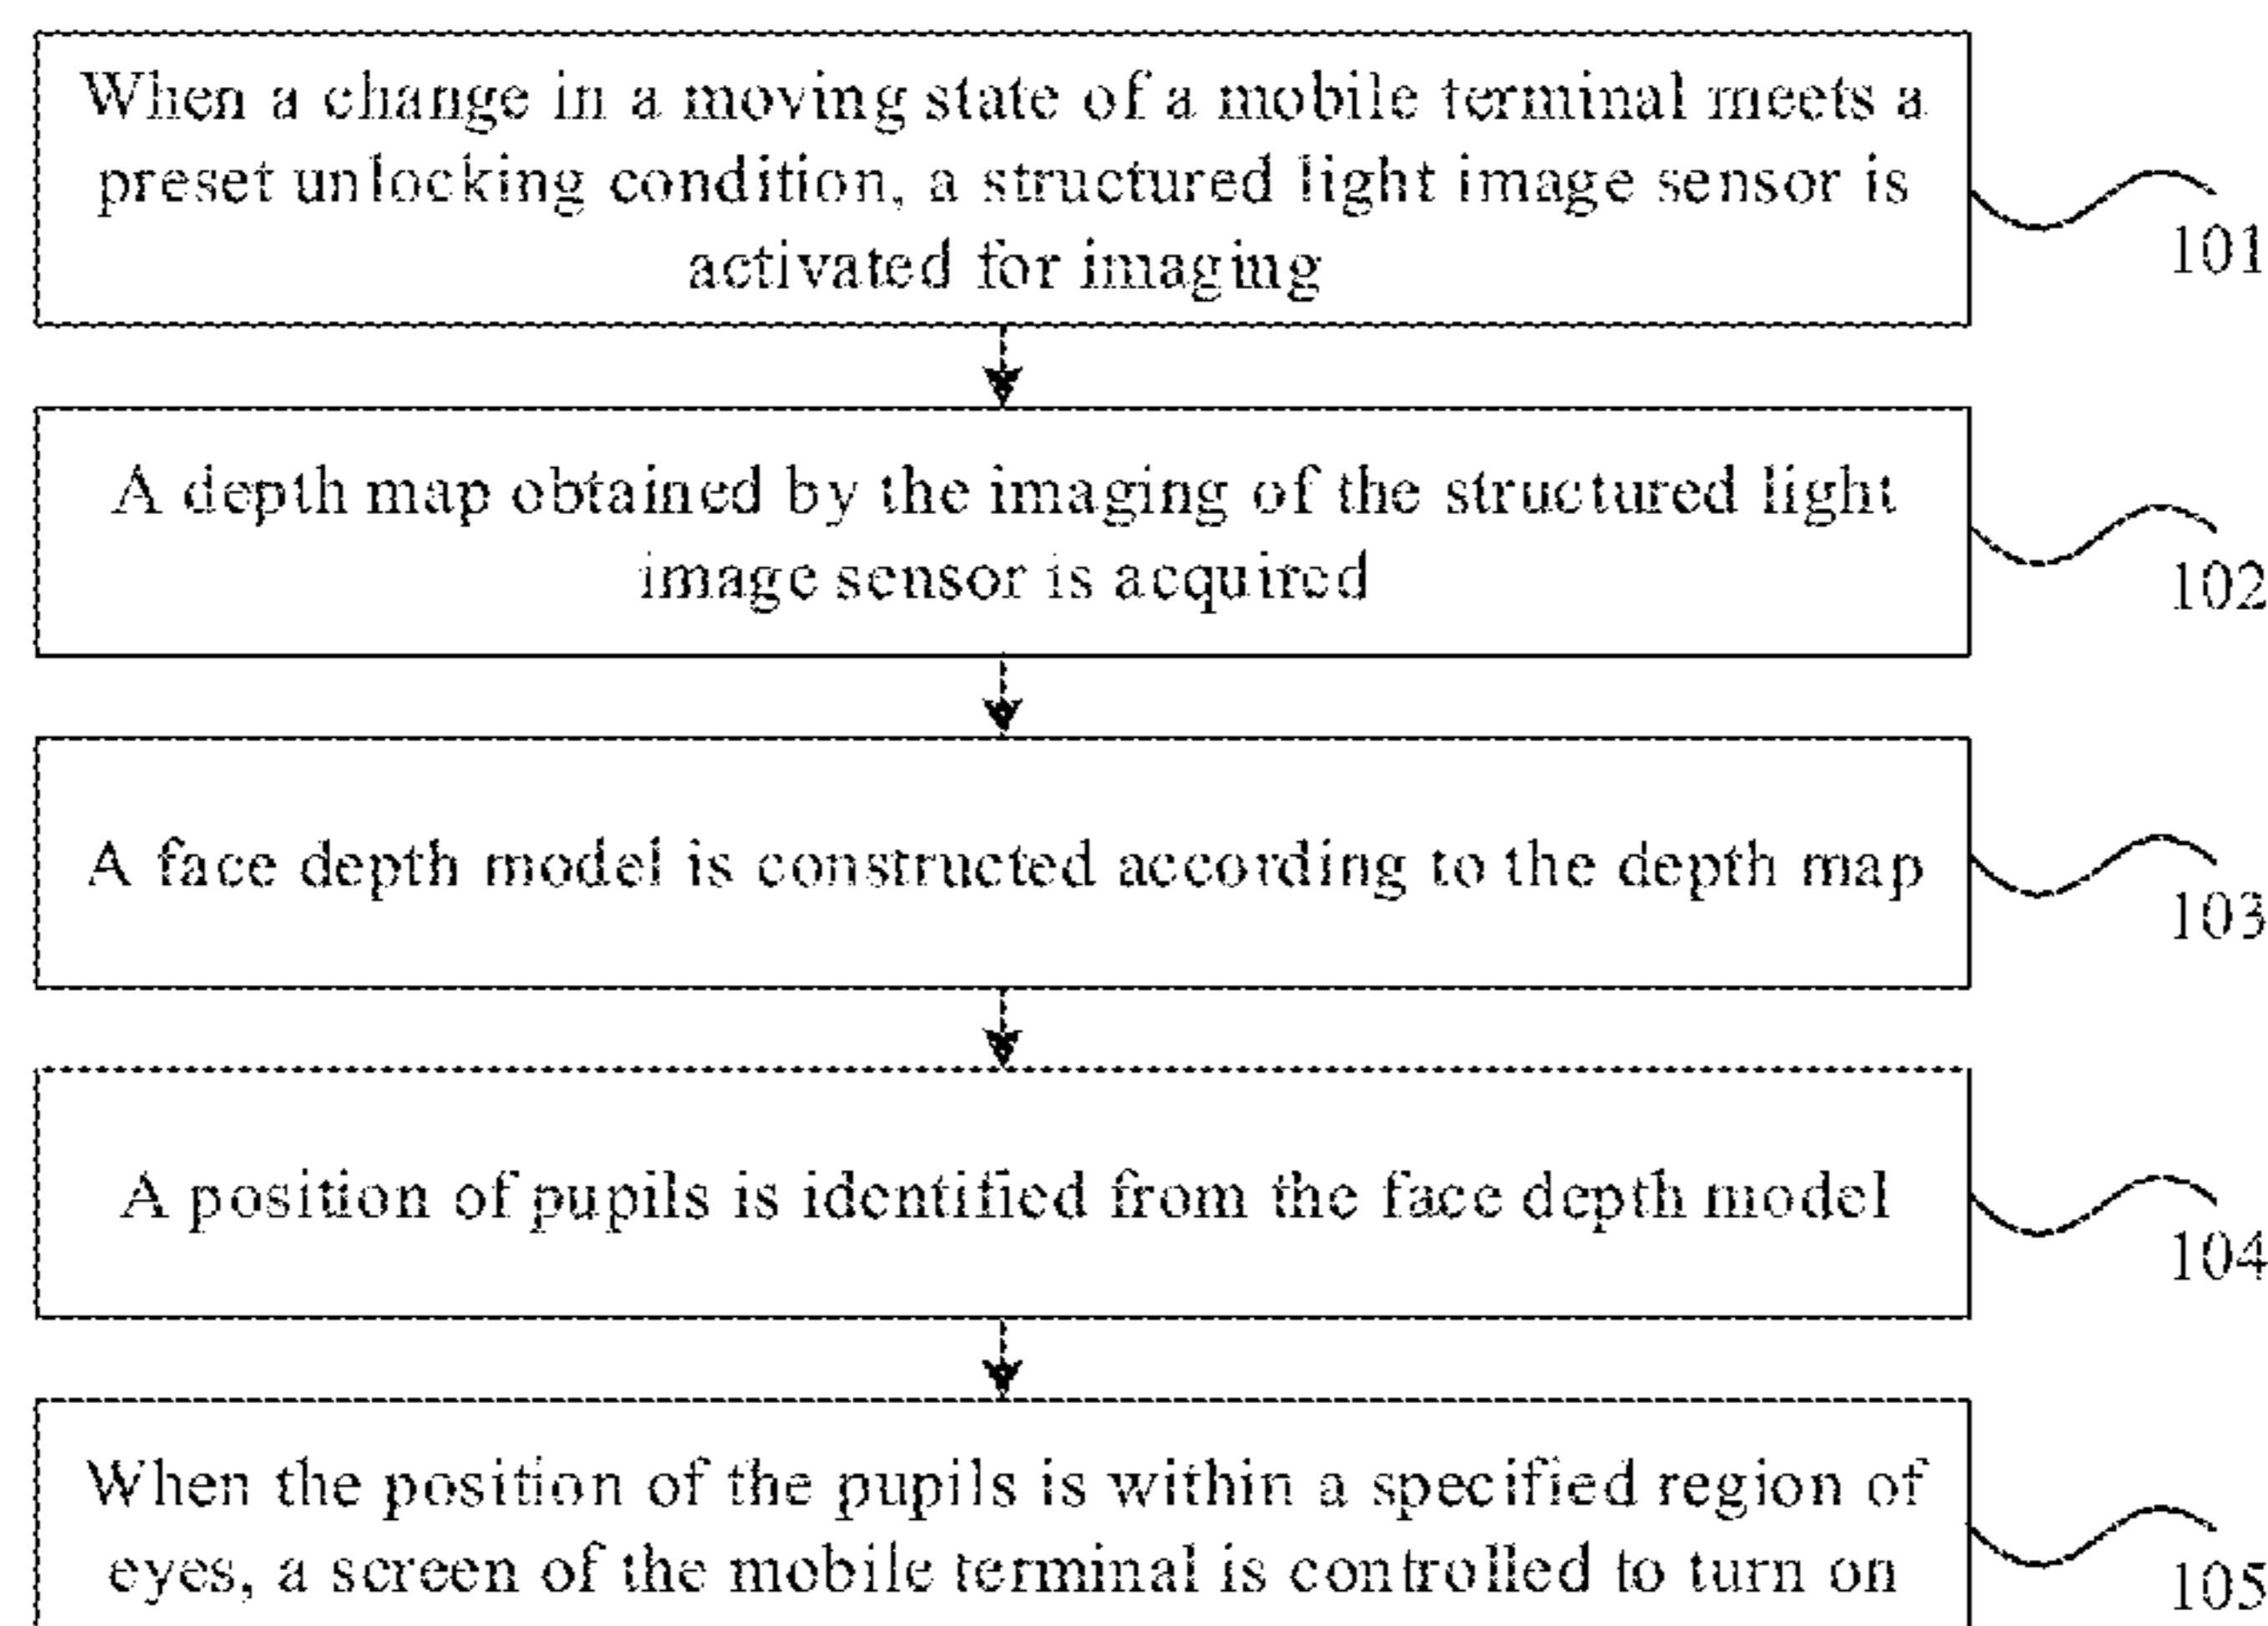 When a change in a moving state of a mobile terminal meets a
preset unlocking condition, a structured light image sensor is
activated for imaging
101
A depth map obtained by the imaging of the structured light
image sensor is acquired
102
A face depth model is constructed according to the depth map
103
A position of pupils is identified from the face depth model
104
When the position of the pupils is within a specified region of
eyes, a screen of the mobile terminal is controlled to turn on
105